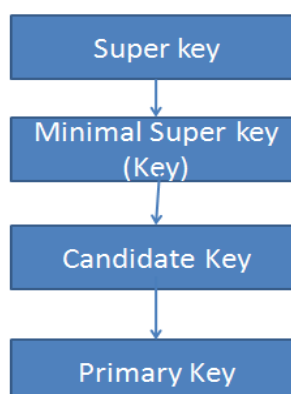 Super key
Minimal Super key
(Key)
Candidate Key
Primary Key